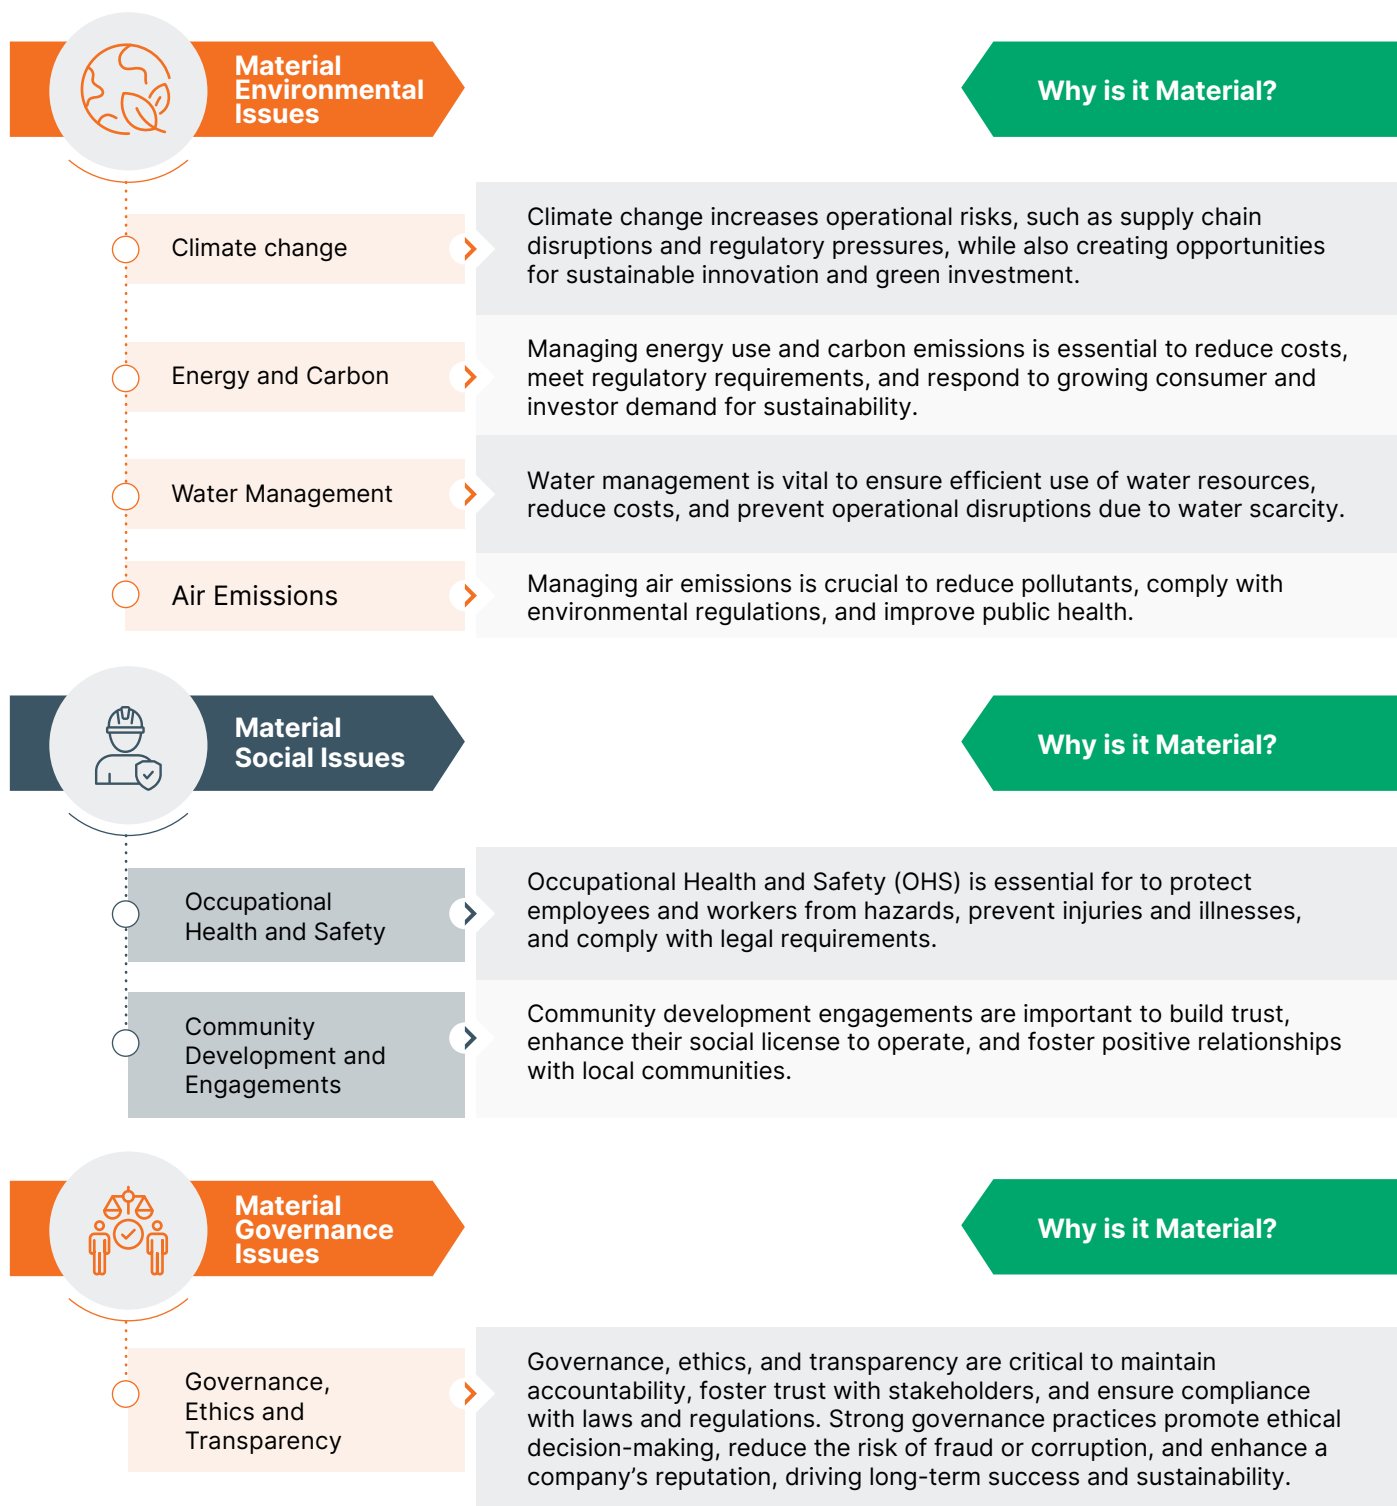 Material
Environmental
Issues
Why is it Material?
Climate change
Climate change increases operational risks, such as supply chain
disruptions and regulatory pressures, while also creating opportunities
for sustainable innovation and green investment.
Energy and Carbon
Managing energy use and carbon emissions is essential to reduce costs,
meet regulatory requirements, and respond to growing consumer and
investor demand for sustainability.
Water Management
Water management is vital to ensure efficient use of water resources,
reduce costs, and prevent operational disruptions due to water scarcity.
Air Emissions
Managing air emissions is crucial to reduce pollutants, comply with
environmental regulations, and improve public health.
Material
Social Issues
Why is it Material?
Occupational
Health and Safety
Occupational Health and Safety (OHS) is essential for to protect
employees and workers from hazards, prevent injuries and illnesses,
and comply with legal requirements.
Community
Development and
Engagements
Community development engagements are important to build trust,
enhance their social license to operate, and foster positive relationships
with local communities.
Material
Governance
Issues
Why is it Material?
Governance,
Ethics and
Transparency
Governance, ethics, and transparency are critical to maintain
accountability, foster trust with stakeholders, and ensure compliance
with laws and regulations. Strong governance practices promote ethical
decision-making, reduce the risk of fraud or corruption, and enhance a
company’s reputation, driving long-term success and sustainability.